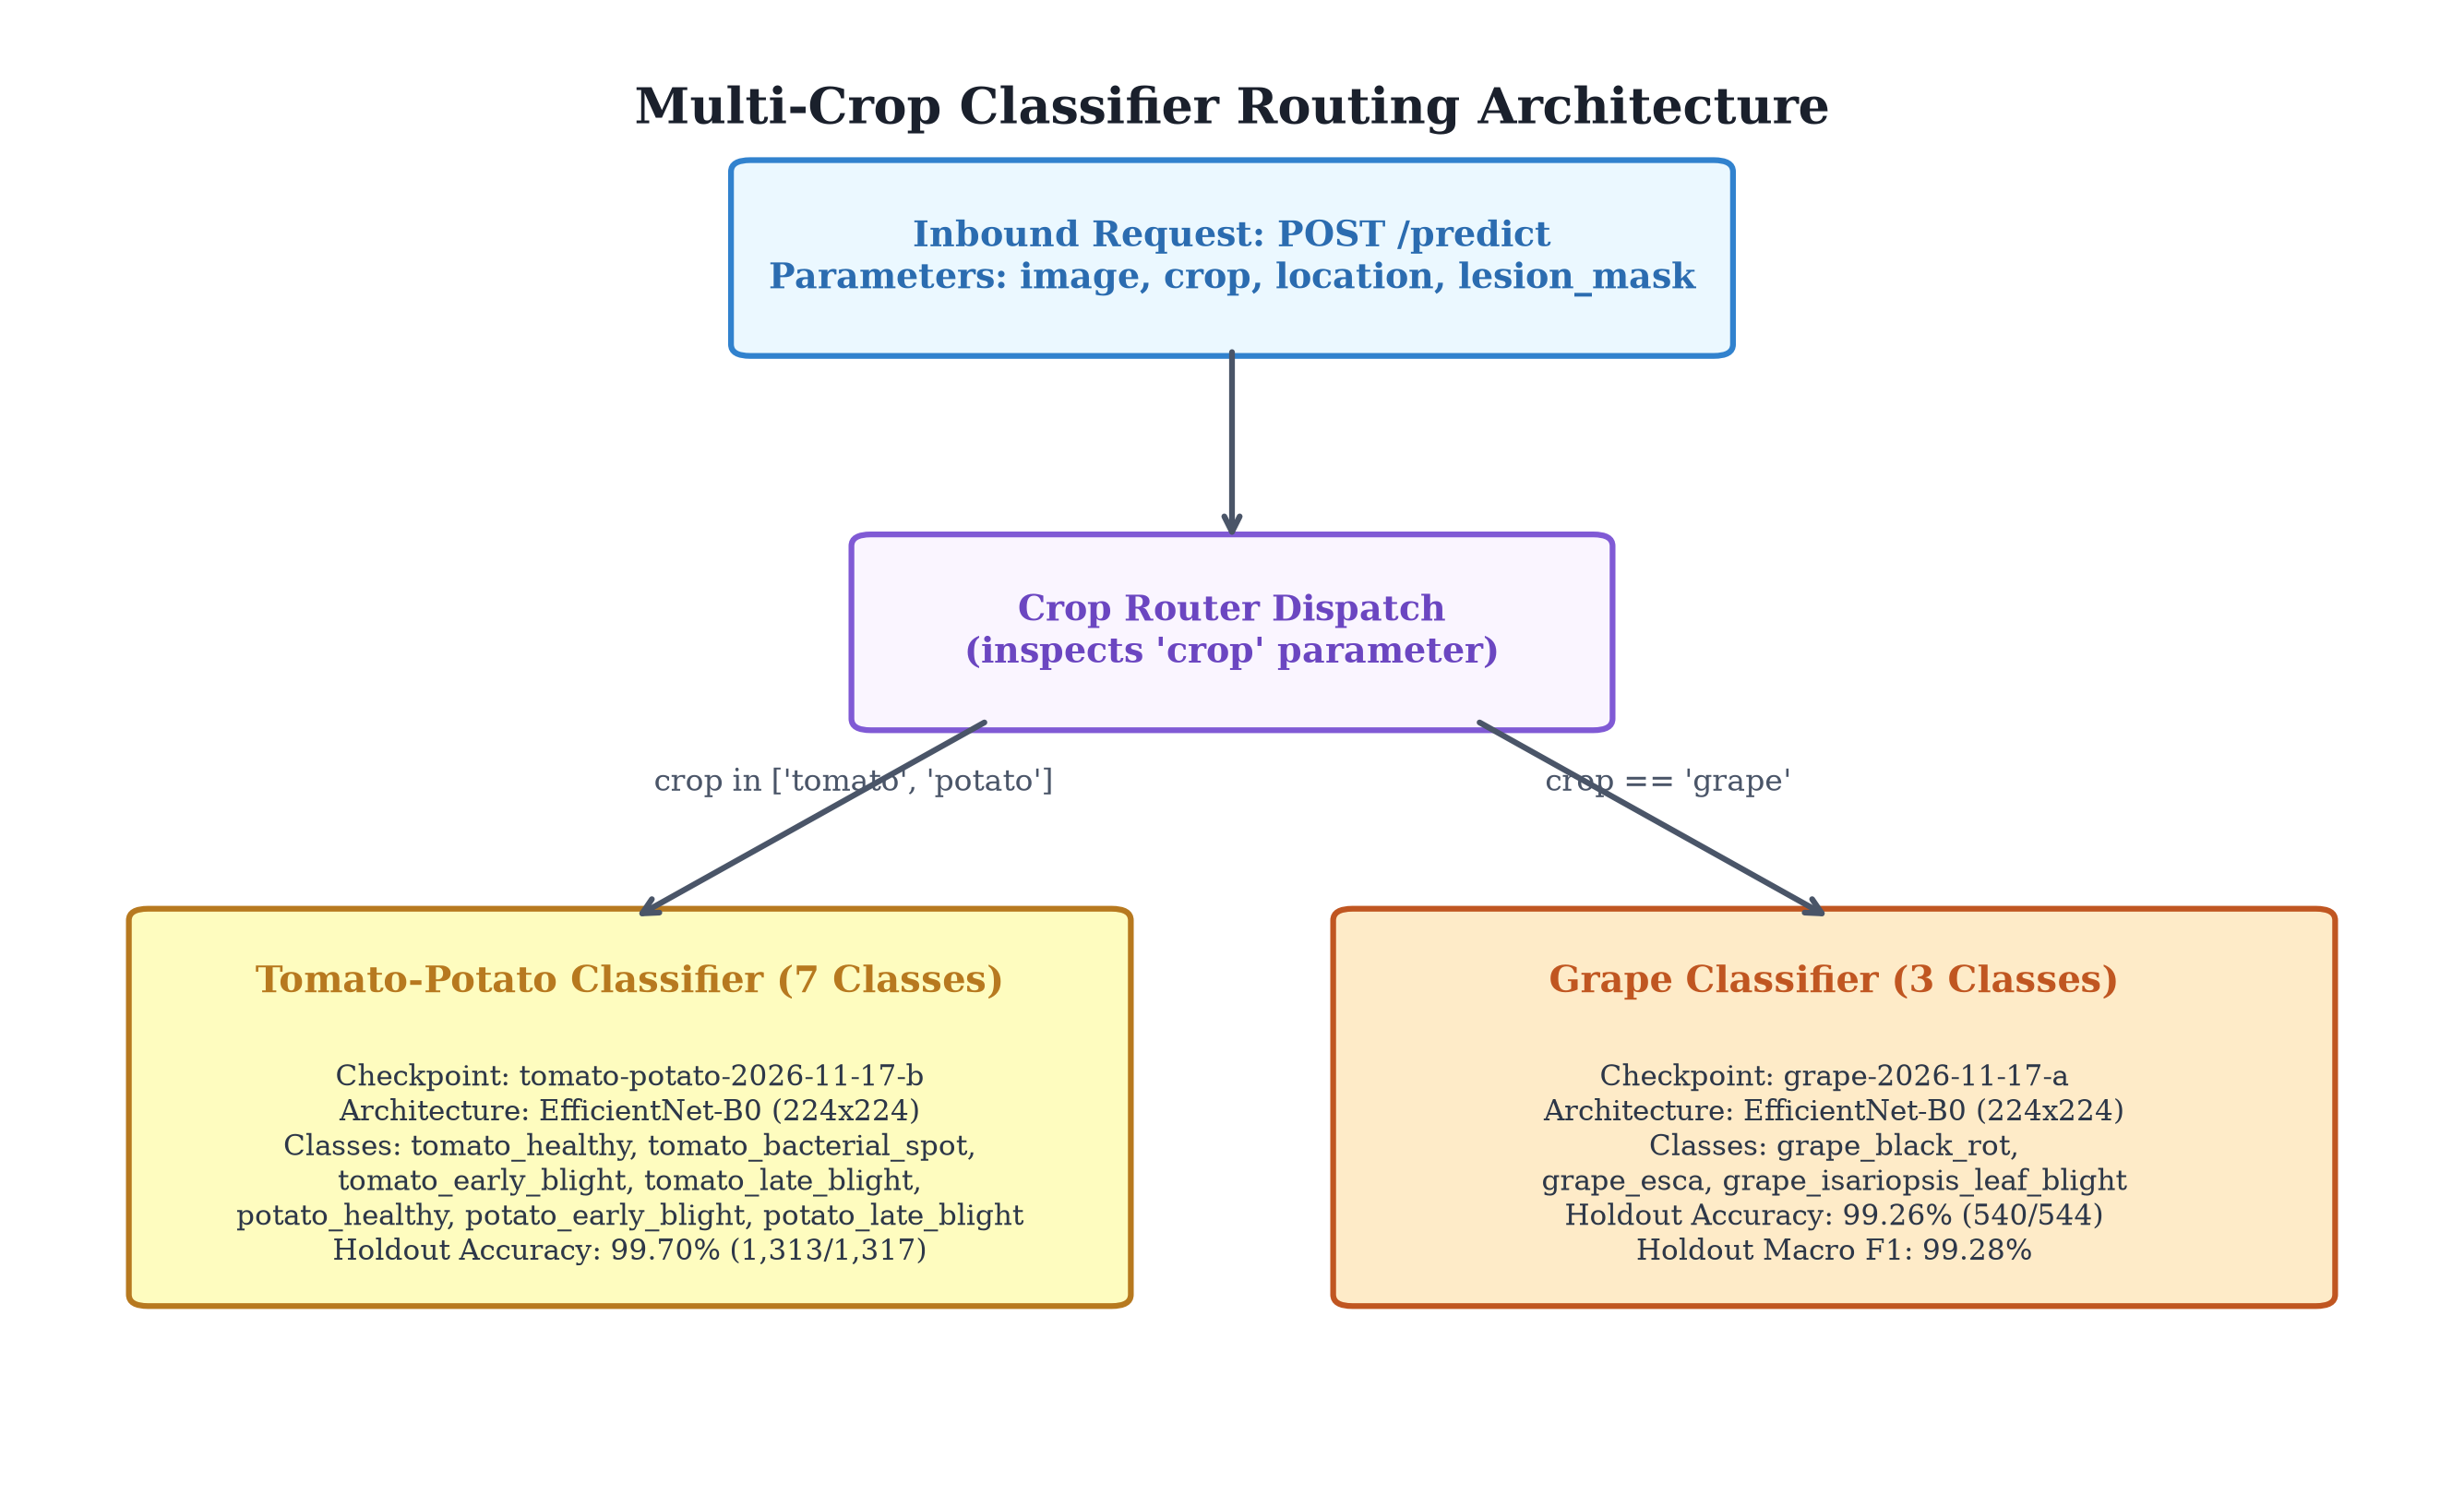 Multi-Crop Classifier Routing Architecture
Inbound Request: POST /predict
Parameters: image, crop, location, lesion_mask
Crop Router Dispatch
(inspects 'crop' parameter)
crop in ['tomato', 'potato']
crop == 'grape'
Tomato-Potato Classifier (7 Classes)
Checkpoint: tomato-potato-2026-11-17-b
Architecture: EfficientNet-B0 (224x224)
Classes: tomato_healthy, tomato_bacterial_spot,
tomato_early_blight, tomato_late_blight,
potato_healthy, potato_early_blight, potato_late_blight
Holdout Accuracy: 99.70% (1,313/1,317)
Grape Classifier (3 Classes)
Checkpoint: grape-2026-11-17-a
Architecture: EfficientNet-B0 (224x224)
Classes: grape_black_rot,
grape_esca, grape_isariopsis_leaf_blight
Holdout Accuracy: 99.26% (540/544)
Holdout Macro F1: 99.28%